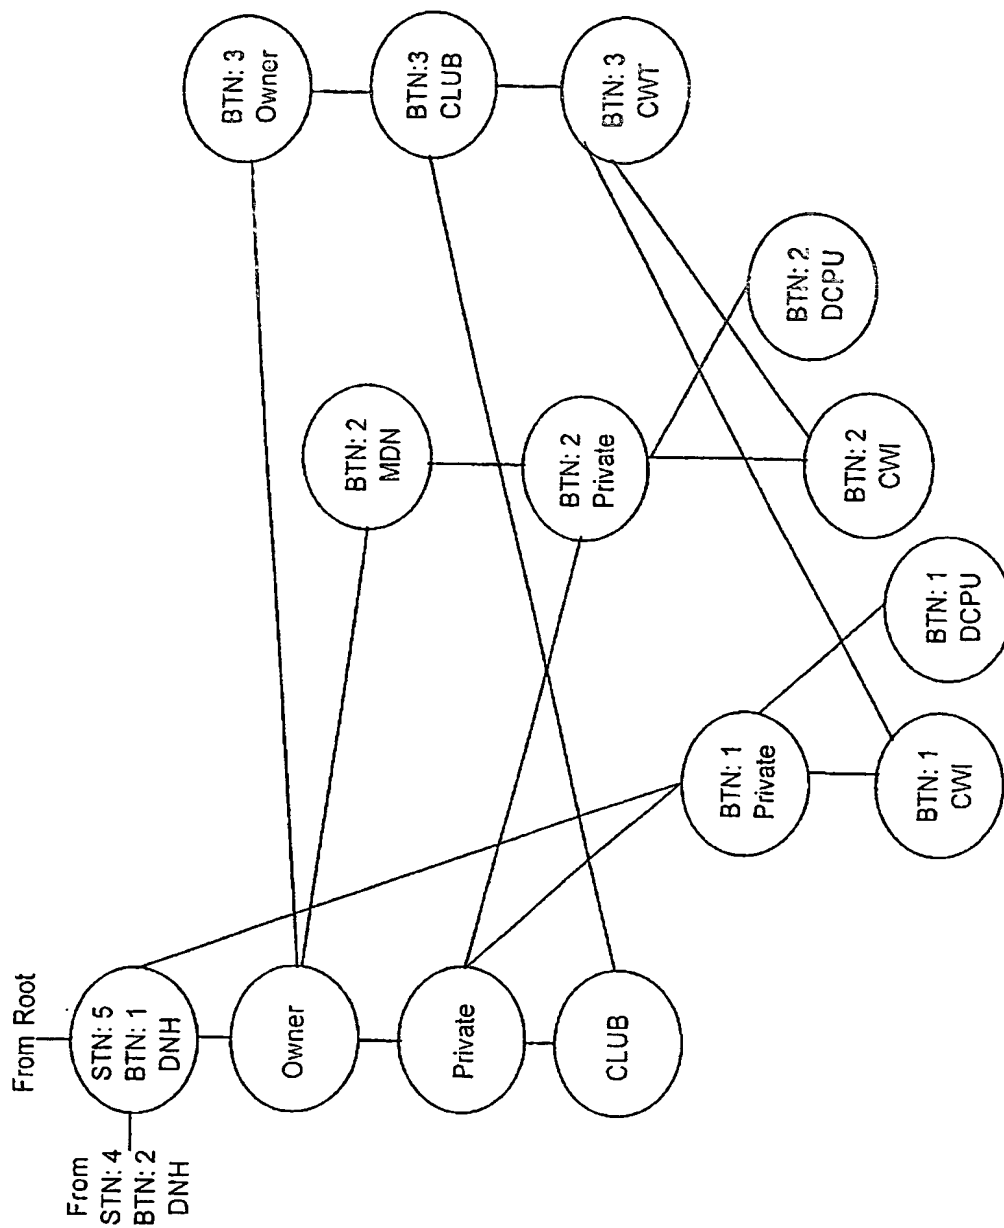 From Root
From
STN: 4
BTN: 2
DNH
STN: 5
BTN: 1
DNH
Owner
Private
CLUB
BTN: 1
Private
BTN: 1
CWI
BTN: 1
DCPU
BTN: 2
MDN
BTN: 2
Private
BTN: 2
CWI
BTN: 2
DCPU
BTN: 3
Owner
BTN:3
CLUB
BTN: 3
CWT